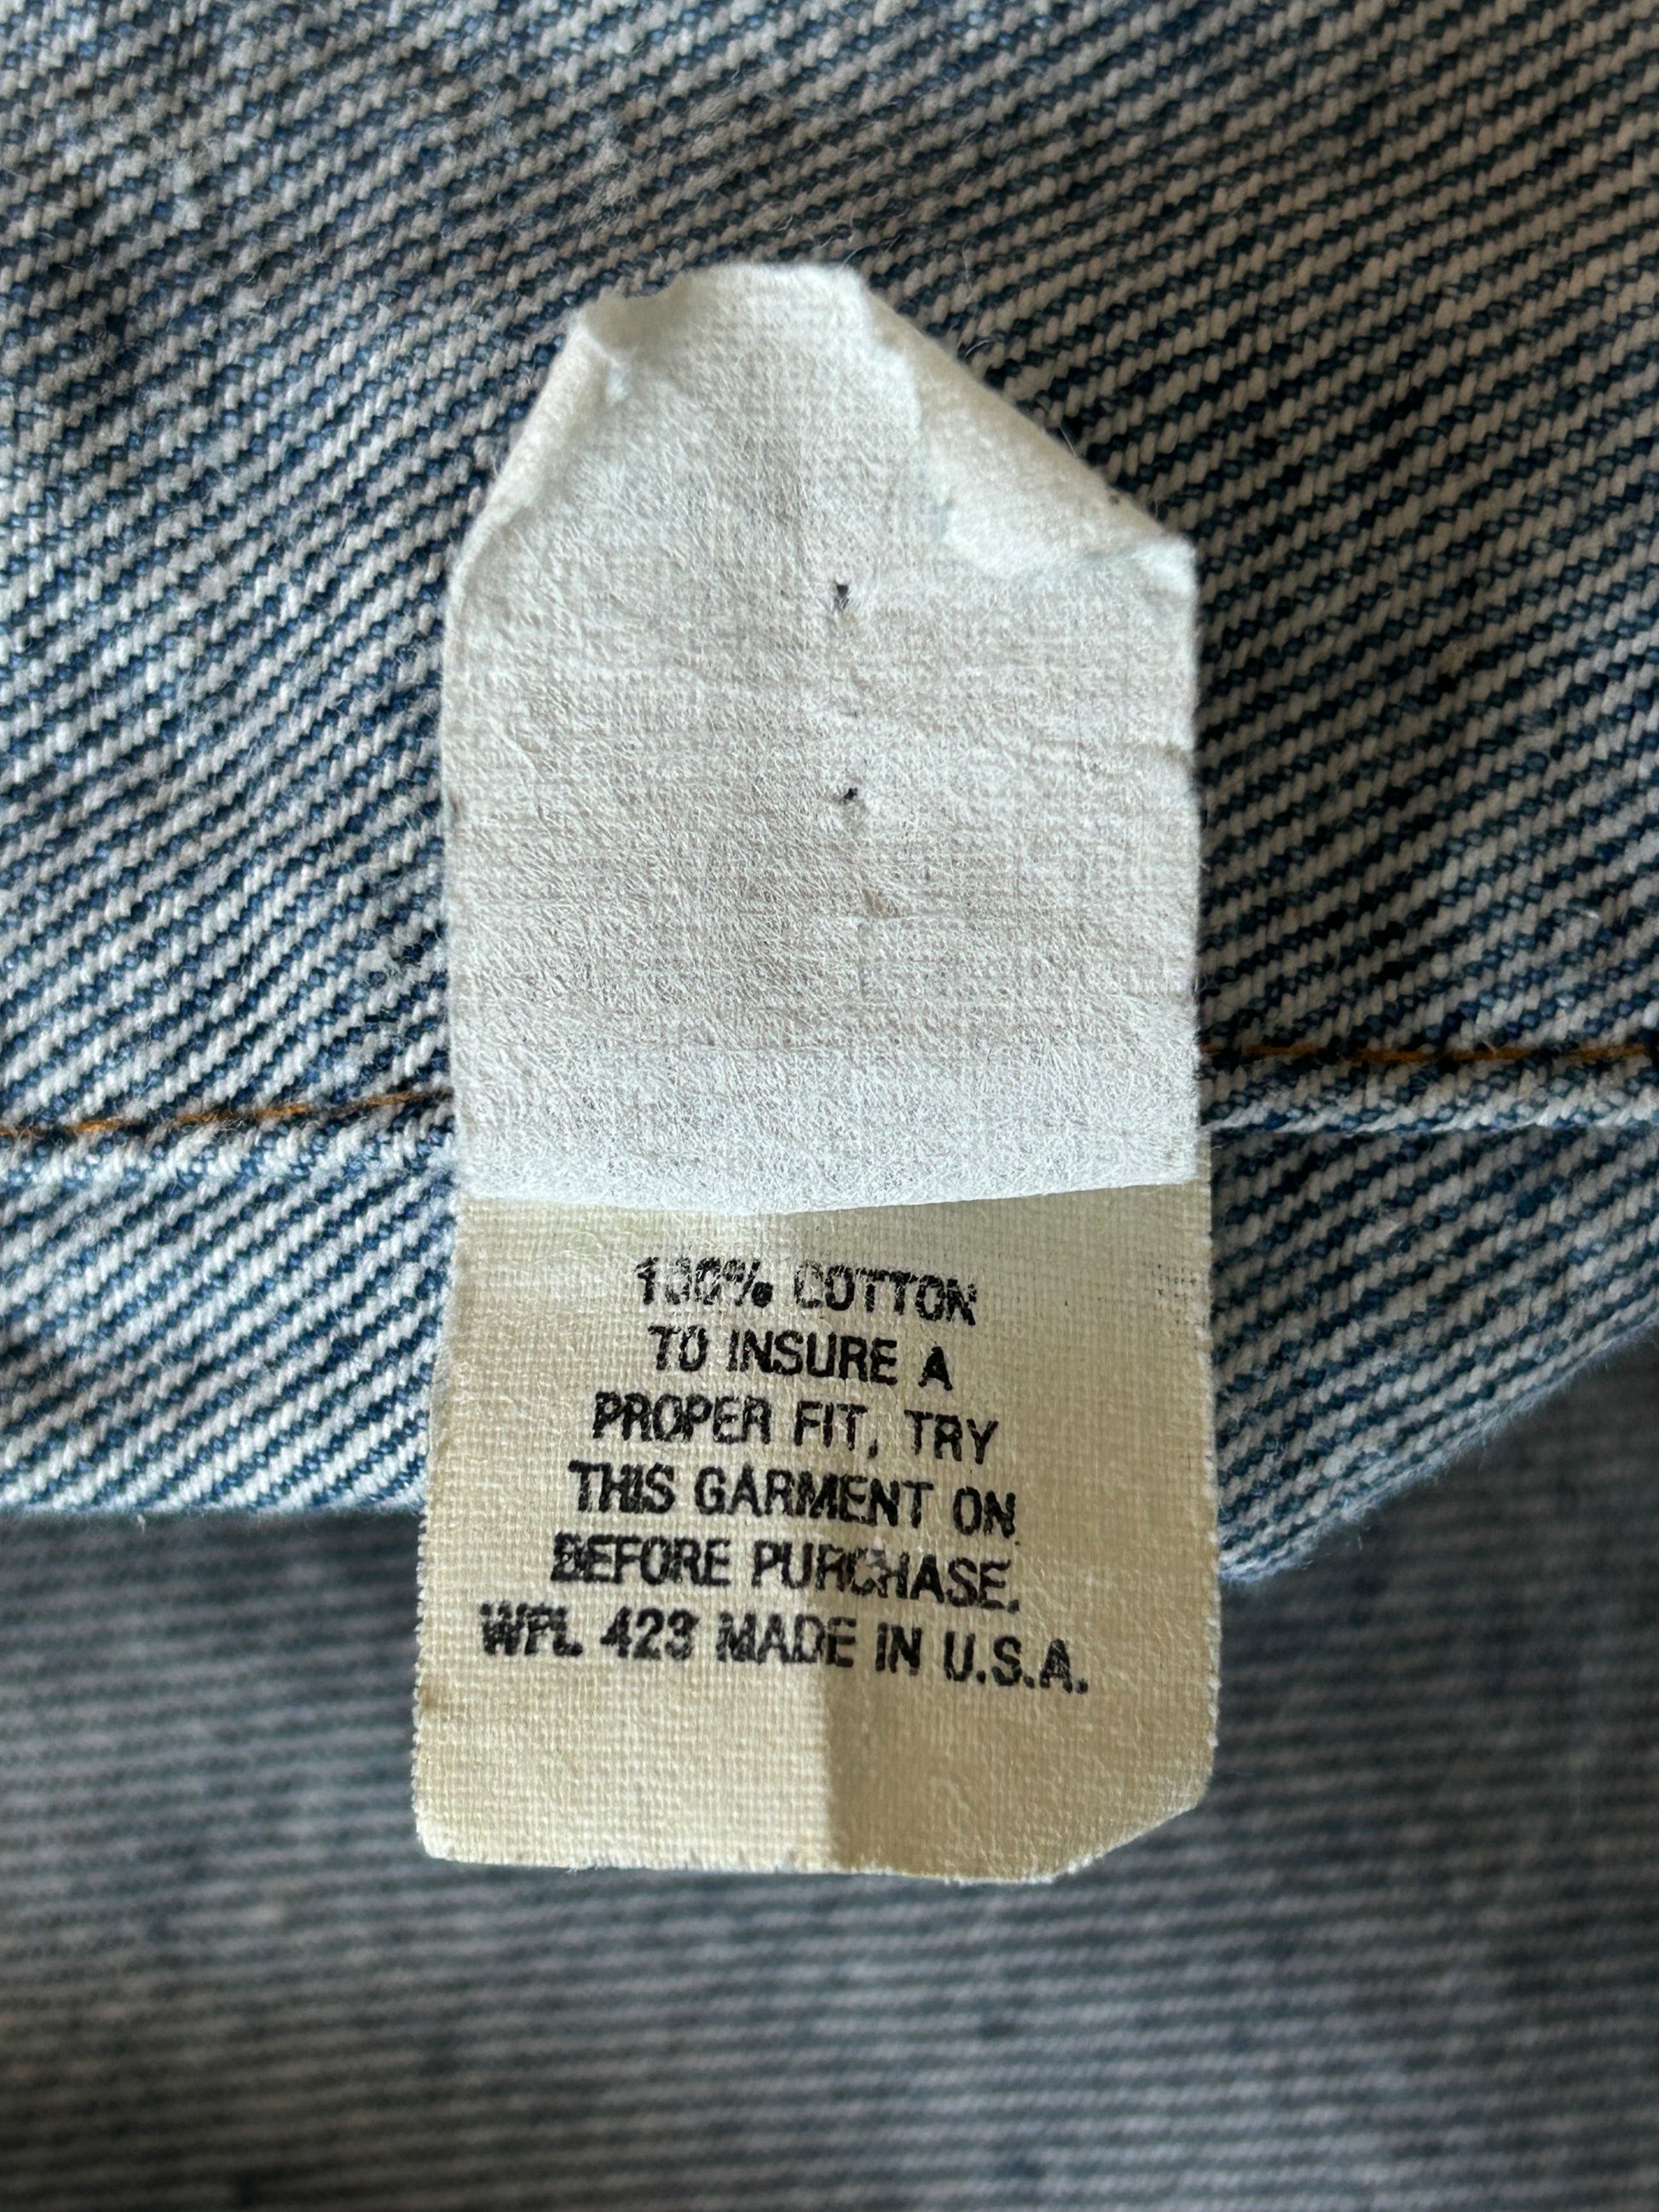 100% COTTON
TO INSURE A
PROPER FIT, TRY
THIS GARMENT ON
BEFORE PURCHASE.
WPL 423 MADE IN U.S.A.